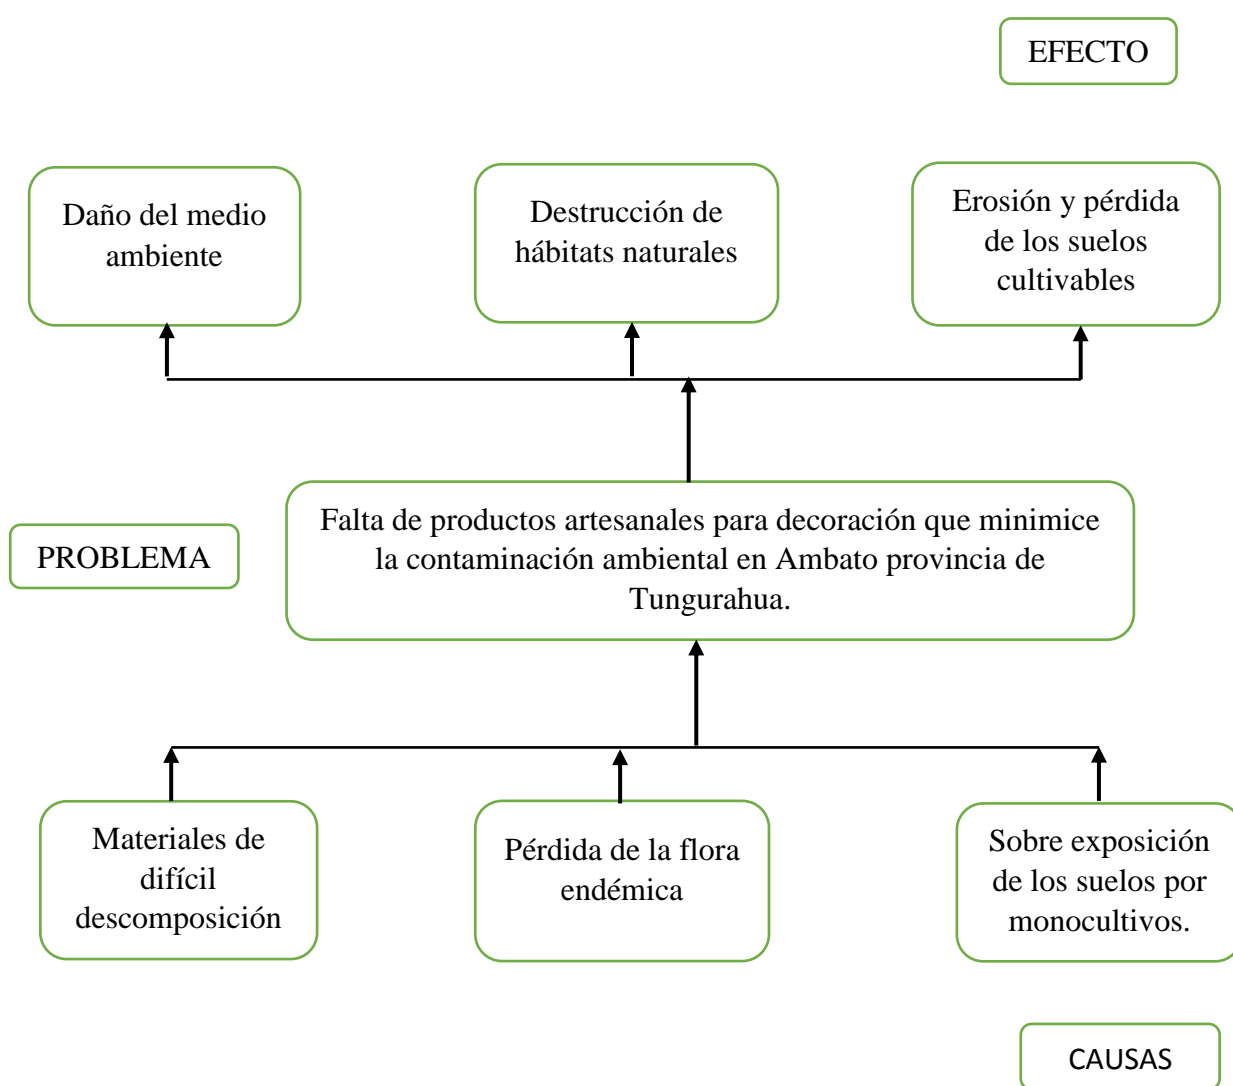 EFECTO
Daño del medio
ambiente
Destrucción de
hábitats naturales
Erosión y pérdida
de los suelos
cultivables
PROBLEMA
Falta de productos artesanales para decoración que minimice
la contaminación ambiental en Ambato provincia de
Tungurahua.
Materiales de
difícil
descomposición
Pérdida de la flora
endémica
Sobre exposición
de los suelos por
monocultivos.
CAUSAS